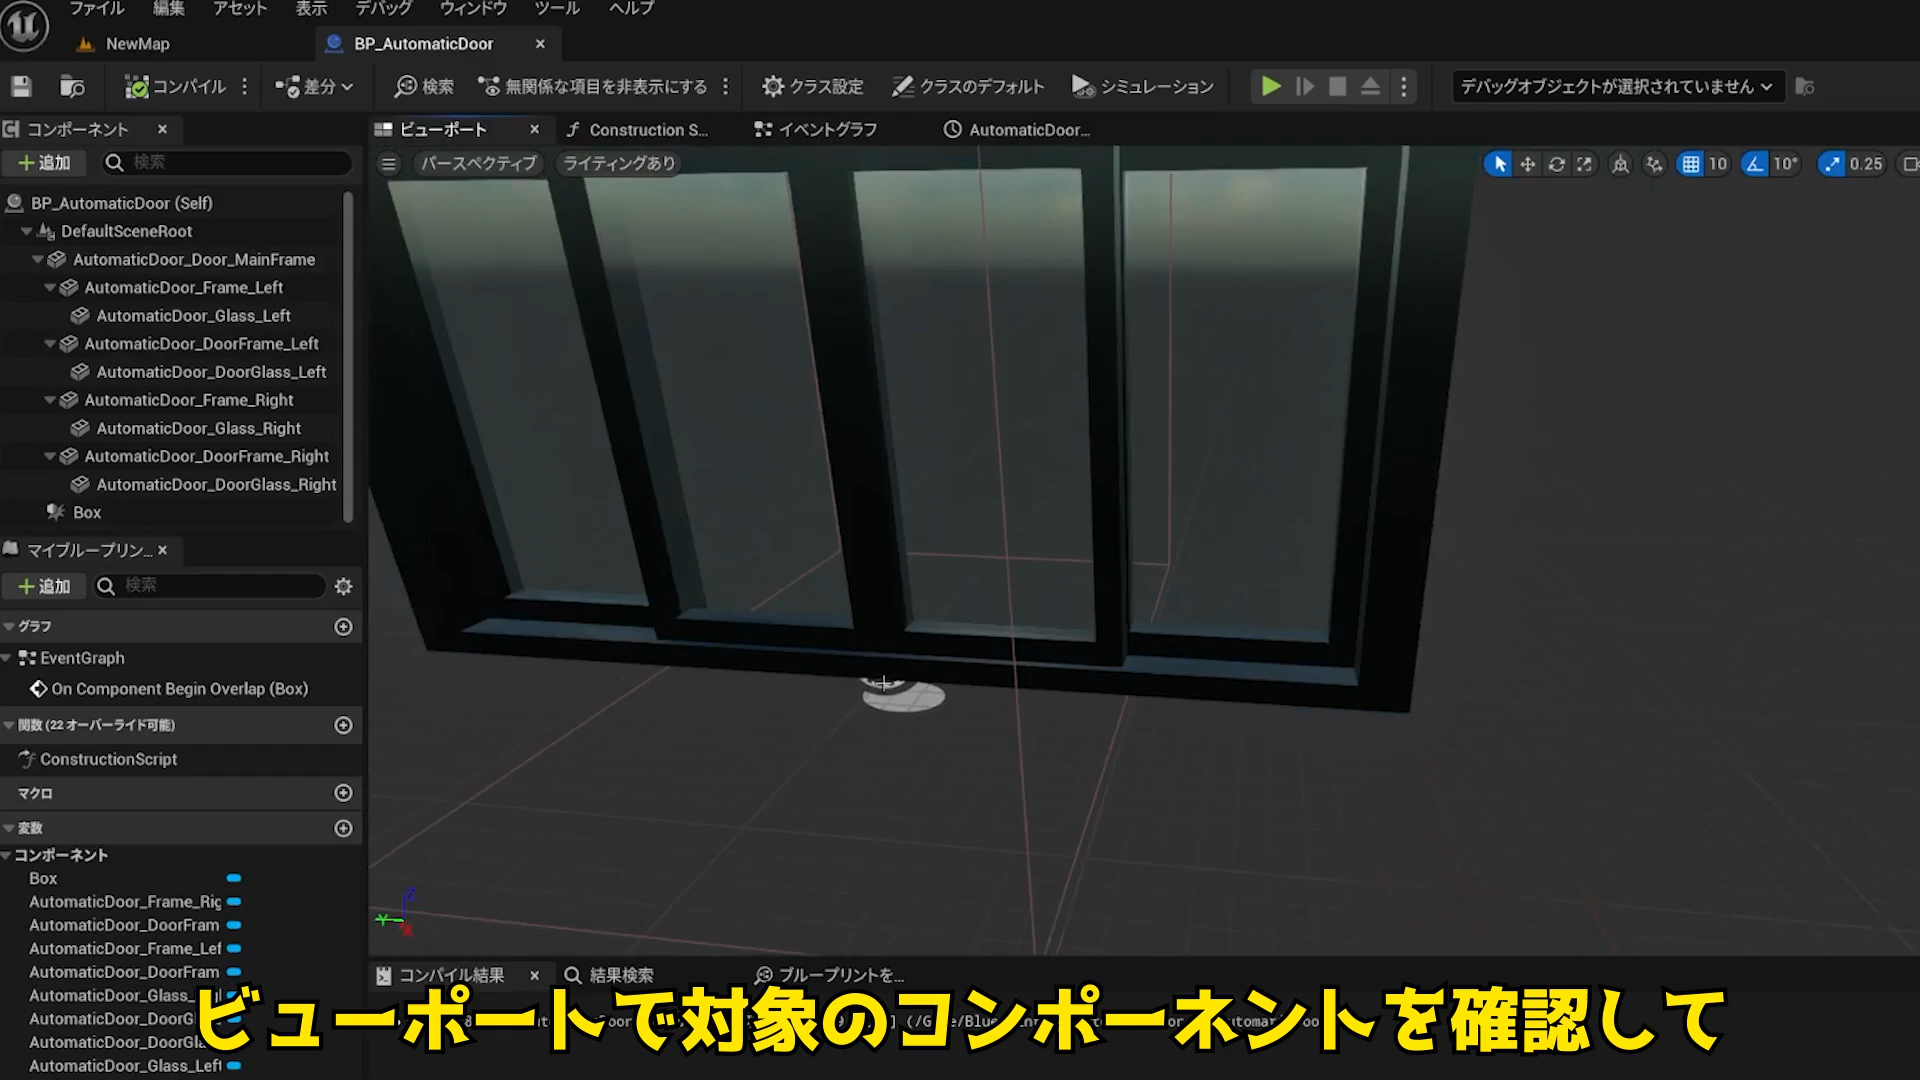 ファイル 編集 アセット 表示 デバッグ ウィンドウ ツール ヘルプ
NewMap BP_AutomaticDoor
コンパイル 差分 検索 無関係な項目を非表示にする クラス設定 クラスのデフォルト シミュレーション デバッグオブジェクトが選択されていません
コンポーネント ビューポート Construction S... イベントグラフ AutomaticDoor...
追加 検索 パースペクティブ ライティングあり 10 10° 0.25
BP_AutomaticDoor (Self)
DefaultSceneRoot
AutomaticDoor_Door_MainFrame
AutomaticDoor_Frame_Left
AutomaticDoor_Glass_Left
AutomaticDoor_DoorFrame_Left
AutomaticDoor_DoorGlass_Left
AutomaticDoor_Frame_Right
AutomaticDoor_Glass_Right
AutomaticDoor_DoorFrame_Right
AutomaticDoor_DoorGlass_Right
Box
マイブループリン...
追加 検索
グラフ
EventGraph
On Component Begin Overlap (Box)
関数 (22 オーバーライド可能)
ConstructionScript
マクロ
変数
コンポーネント
Box
AutomaticDoor_Frame_Rig
AutomaticDoor_DoorFram
AutomaticDoor_Frame_Lef
AutomaticDoor_DoorFram
AutomaticDoor_Glass_
AutomaticDoor_DoorGl
AutomaticDoor_DoorGla
AutomaticDoor_Glass_Left
Z
Y
X
コンパイル結果 結果検索 ブループリントを...
ビューポートで対象のコンポーネントを確認して